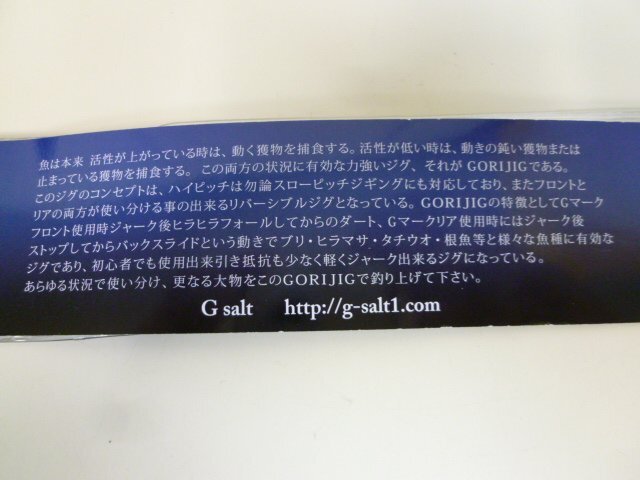 魚は本来 活性が上がっている時は、動く獲物を捕食する。活性が低い時は、動きの鈍い獲物または
止まっている獲物を捕食する。 この両方の状況に有効な力強いジグ、それが GORIJIGである。
このジグのコンセプトは、ハイピッチは勿論スローピッチジギングにも対応しており、またフロントと
リアの両方が使い分ける事の出来るリバーシブルジグとなっている。GORIJIGの特徴としてGマーク
フロント使用時ジャーク後ヒラヒラフォールしてからのダート、Gマークリア使用時にはジャーク後
ストップしてからバックスライドという動きでブリ・ヒラマサ・タチウオ・根魚等と様々な魚種に有効な
ジグであり、初心者でも使用出来引き抵抗も少なく軽くジャーク出来るジグになっている。
あらゆる状況で使い分け、更なる大物をこのGORIJIGで釣り上げて下さい。
G salt http://g-salt1.com